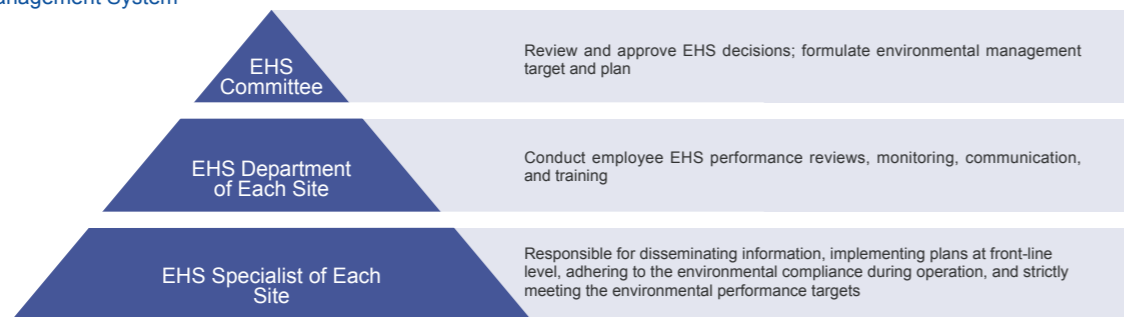 Management System
EHS
Committee
Review and approve EHS decisions; formulate environmental management
target and plan
EHS Department
of Each Site
Conduct employee EHS performance reviews, monitoring, communication,
and training
EHS Specialist of Each
Site
Responsible for disseminating information, implementing plans at front-line
level, adhering to the environmental compliance during operation, and strictly
meeting the environmental performance targets